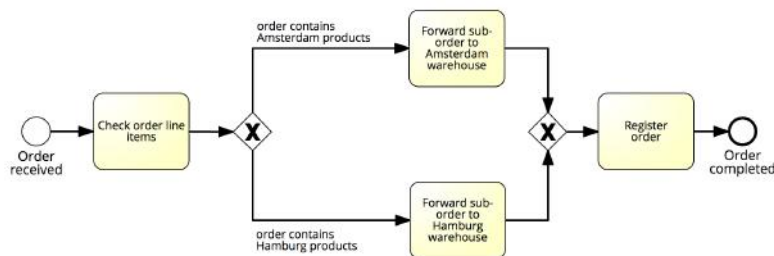 order contains
Amsterdam products
Forward sub-
order to
Amsterdam
warehouse
Order
received
Check order line
items
X
X
Register
order
Order
completed
order contains
Hamburg products
Forward sub-
order to
Hamburg
warehouse